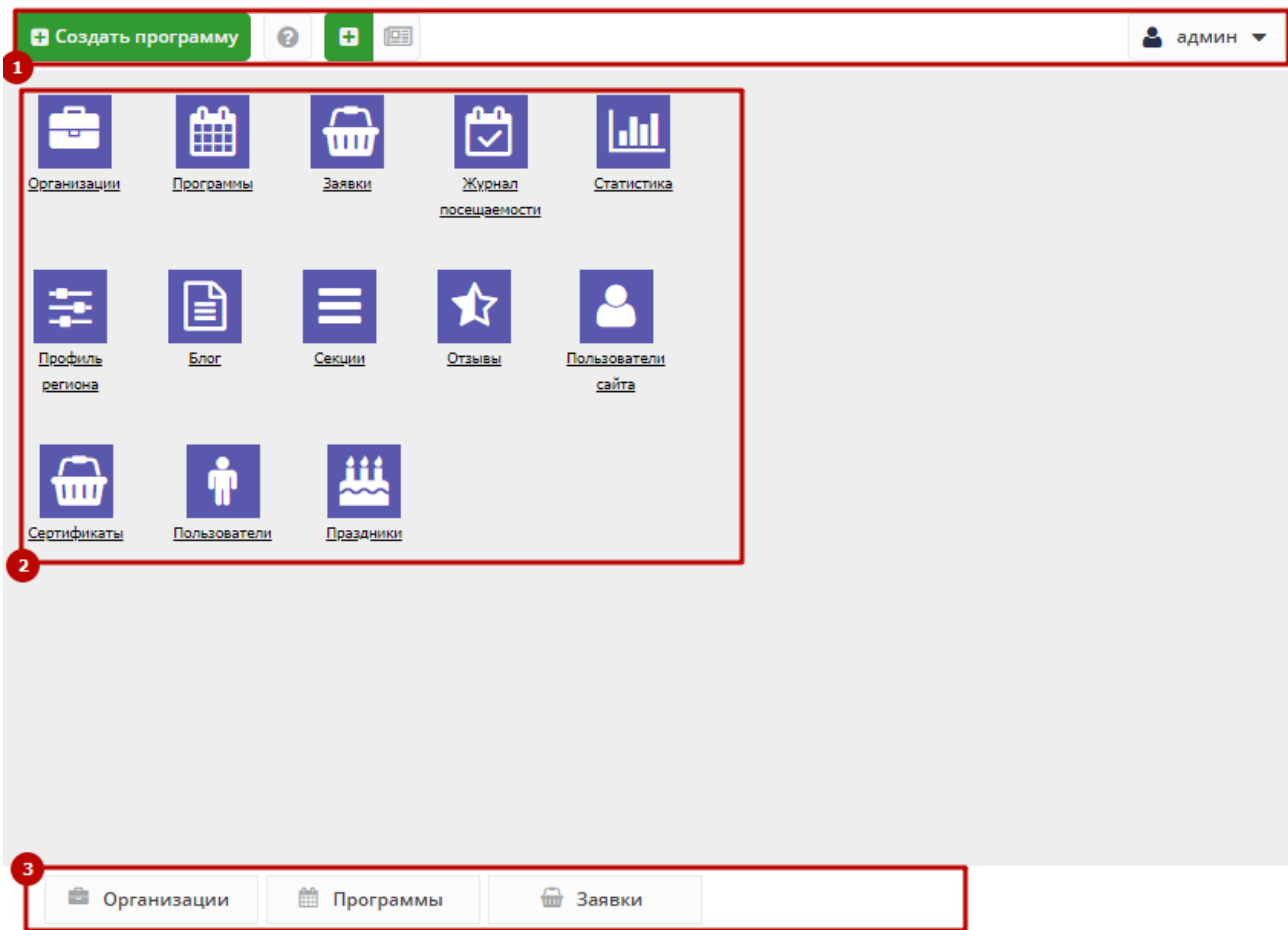 Создать программу
админ
1
Организации
Программы
Заявки
Журнал
посещаемости
Статистика
Профиль
региона
Блог
Секции
Отзывы
Пользователи
сайта
Сертификаты
Пользователи
Праздники
2
3
Организации
Программы
Заявки